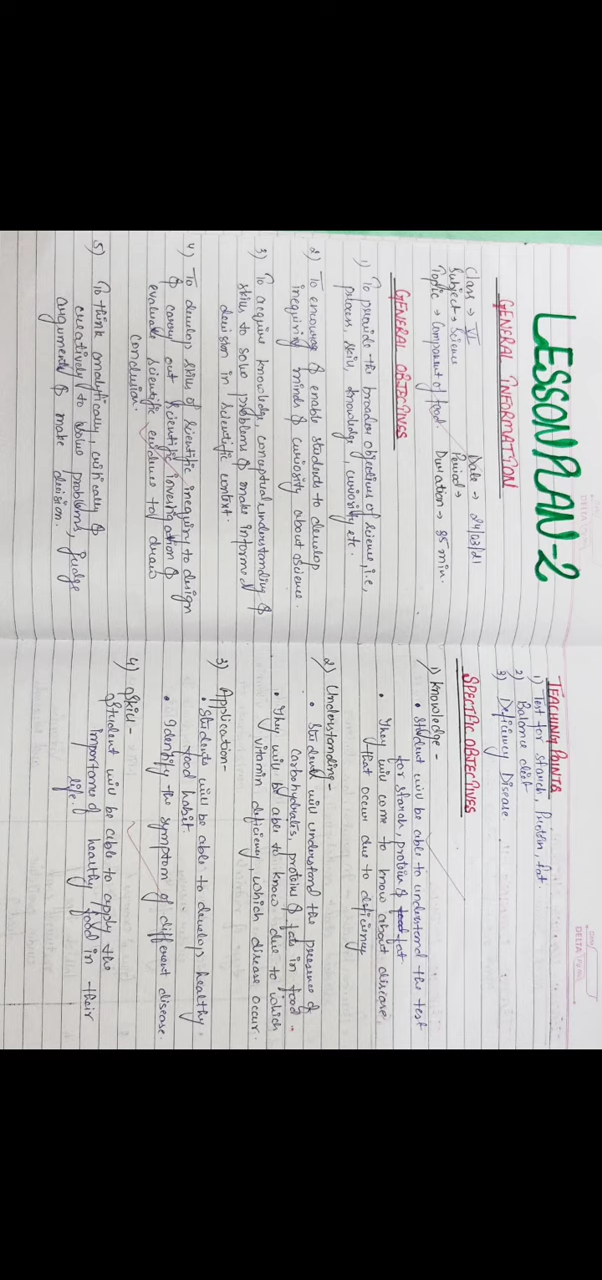 LESSON PLAN-2
GENERAL INFORMATION
Class → VI Date → 24/03/21
Subject → Science Period →
Topic → Component of food. Duration → 35 min.
GENERAL OBJECTIVES
1) To provide the broader objectives of science, i.e,
process, skill, knowledge, curiosity etc.
2) To encourage & enable students to develop
inequiring minds & curiosity about science.
3) To acquire knowledge, conceptual understanding &
skills to solve problems & make informed
decision in scientific context.
4) To develop skills of scientific inequiry to design
& carry out scientific investigation &
evaluate scientific evidence to draw
conclusion.
5) To think analytically, critically &
creatively to solve problems, judge
arguments & make decision.
TEACHING POINTS
1) Test for starch, Protein, fat
2) Balance diet
3) Deficiency Disease
SPECIFIC OBJECTIVES
1) Knowledge -
• Student will be able to understand the test
for starch, protein & food fat
• They will come to know about disease,
that occur due to deficiency
2) Understanding -
• Student will understand the presence of
carbohydrates, proteins & fats in food -
• They will be able to know due to which
vitamin deficiency, which disease occur.
3) Application -
• Students will be able to develop healthy
food habit
• Identify the symptom of different disease.
4) Skill -
Student will be able to apply the
importance of healthy food in their
life.
DELTA
DELTA